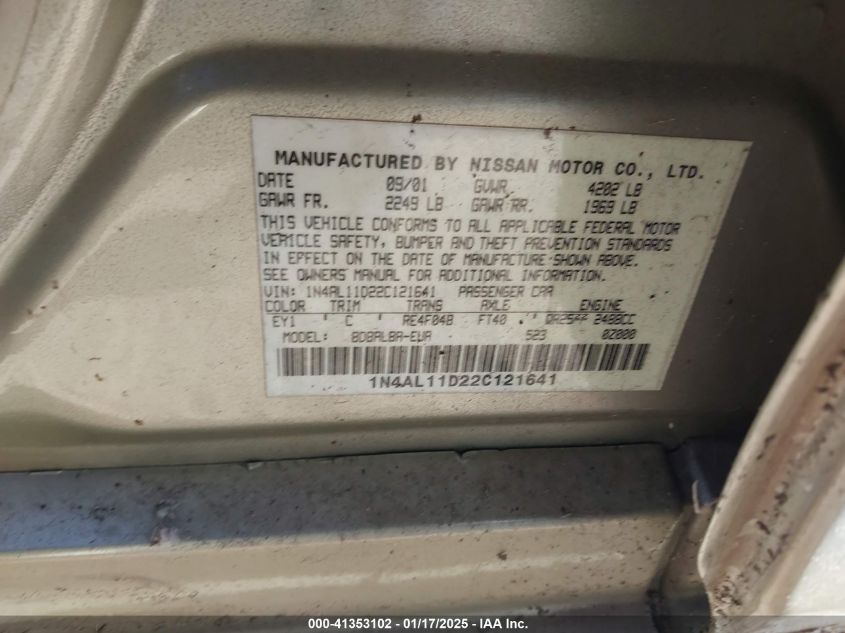 MANUFACTURED BY NISSAN MOTOR CO., LTD.
DATE 09/01 GVWR 4202 LB
GAWR FR. 2249 LB GAWR RR. 1969 LB
THIS VEHICLE CONFORMS TO ALL APPLICABLE FEDERAL MOTOR
VEHICLE SAFETY, BUMPER AND THEFT PREVENTION STANDARDS
IN EFFECT ON THE DATE OF MANUFACTURE SHOWN ABOVE.
SEE OWNERS MANUAL FOR ADDITIONAL INFORMATION.
VIN: 1N4AL11D22C121641 PASSENGER CAR
COLOR TRIM TRANS AXLE ENGINE
EY1 C RE4F04B FT40 2488CC
MODEL: 523 0Z000
1N4AL11D22C121641
000-41353102 - 01/17/2025 - IAA Inc.